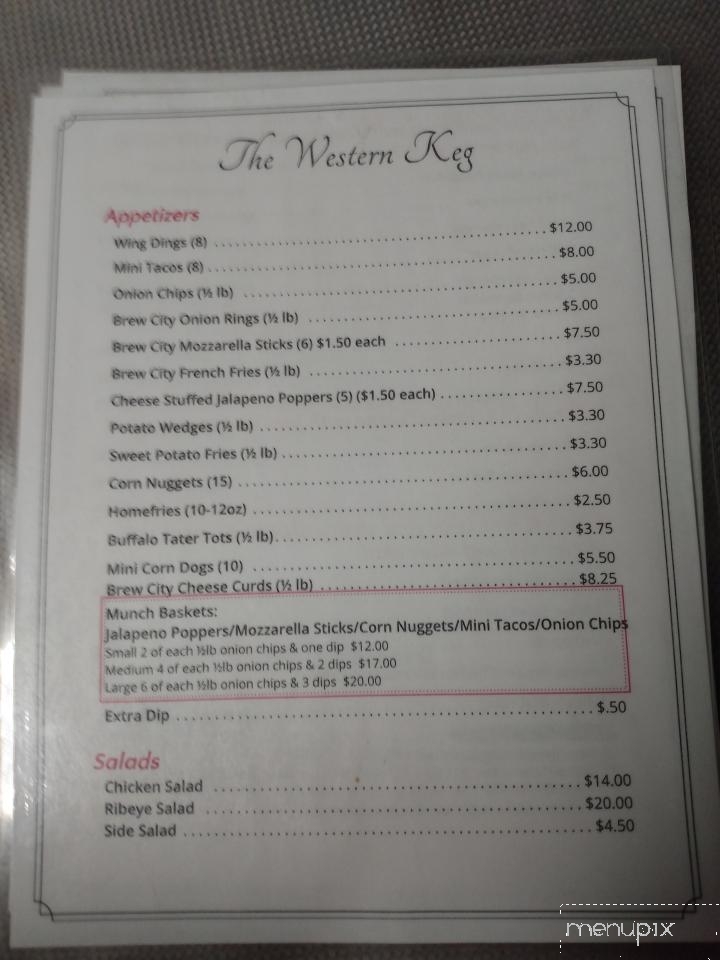 The Western Keg
Appetizers
Wing Dings (8) $12.00
Mini Tacos (8) $8.00
Onion Chips (½ lb) $5.00
Brew City Onion Rings (½ lb) $5.00
Brew City Mozzarella Sticks (6) $1.50 each $7.50
Brew City French Fries (½ lb) $3.30
Cheese Stuffed Jalapeno Poppers (5) ($1.50 each) $7.50
Potato Wedges (½ lb) $3.30
Sweet Potato Fries (½ lb) $3.30
Corn Nuggets (15) $6.00
Homefries (10-12oz) $2.50
Buffalo Tater Tots (½ lb) $3.75
Mini Corn Dogs (10) $5.50
Brew City Cheese Curds (½ lb) $8.25
Munch Baskets:
Jalapeno Poppers/Mozzarella Sticks/Corn Nuggets/Mini Tacos/Onion Chips
Small 2 of each ½lb onion chips & one dip $12.00
Medium 4 of each ½lb onion chips & 2 dips $17.00
Large 6 of each ½lb onion chips & 3 dips $20.00
Extra Dip $.50
Salads
Chicken Salad $14.00
Ribeye Salad $20.00
Side Salad $4.50
menupix